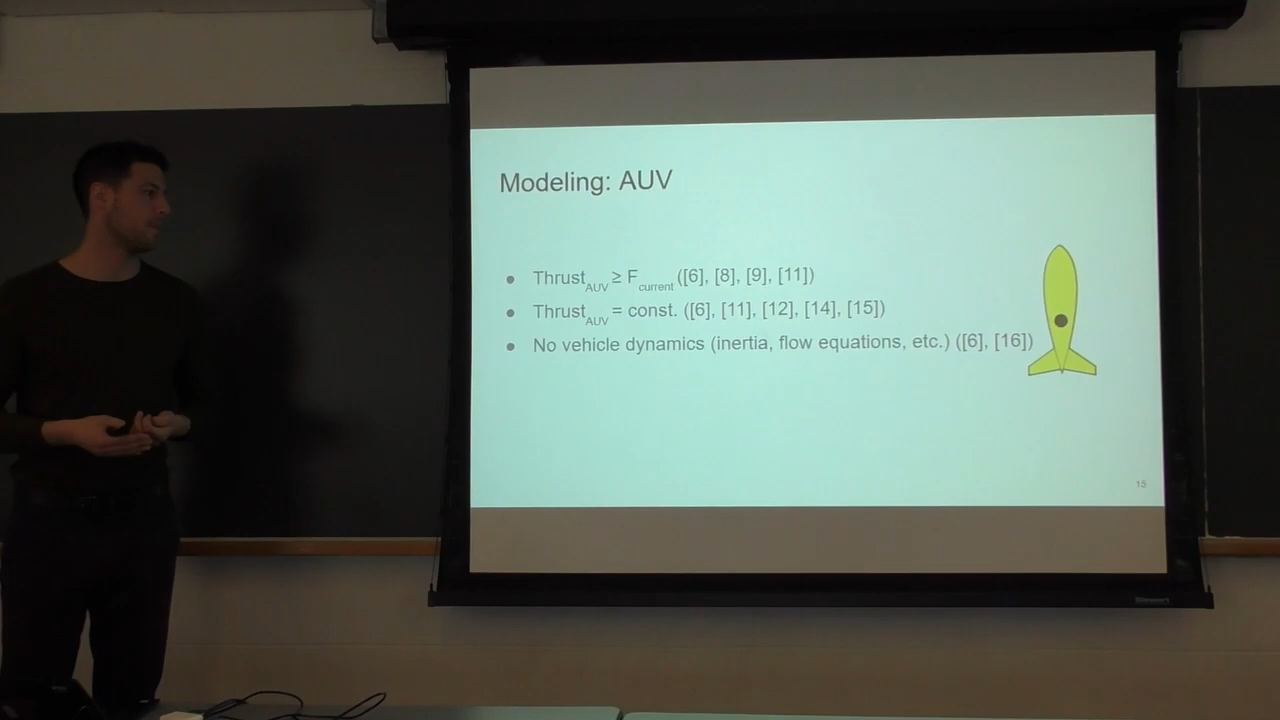 Modeling: AUV
● Thrust_AUV ≥ F_current ([6], [8], [9], [11])
● Thrust_AUV = const. ([6], [11], [12], [14], [15])
● No vehicle dynamics (inertia, flow equations, etc.) ([6], [16])
15